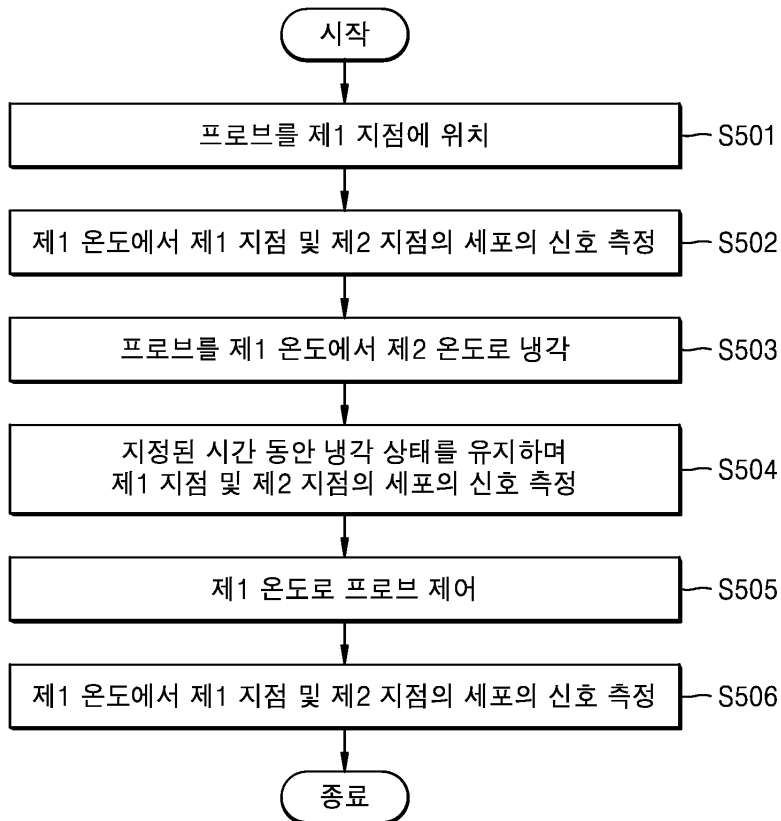 시작
프로브를 제1 지점에 위치
S501
제1 온도에서 제1 지점 및 제2 지점의 세포의 신호 측정
S502
프로브를 제1 온도에서 제2 온도로 냉각
S503
지정된 시간 동안 냉각 상태를 유지하며
제1 지점 및 제2 지점의 세포의 신호 측정
S504
제1 온도로 프로브 제어
S505
제1 온도에서 제1 지점 및 제2 지점의 세포의 신호 측정
S506
종료